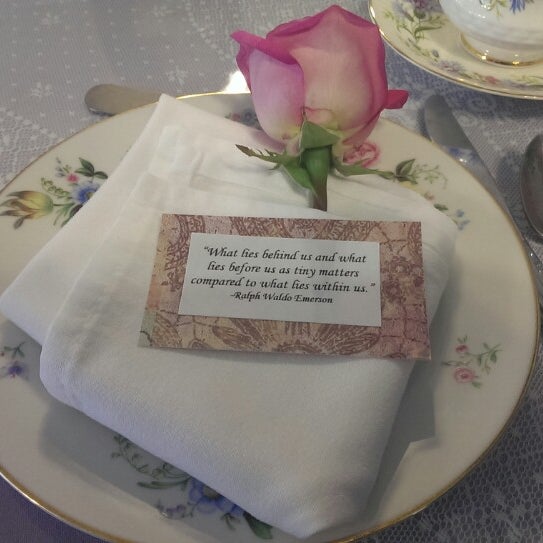 "What lies behind us and what
lies before us as tiny matters
compared to what lies within us."
-Ralph Waldo Emerson